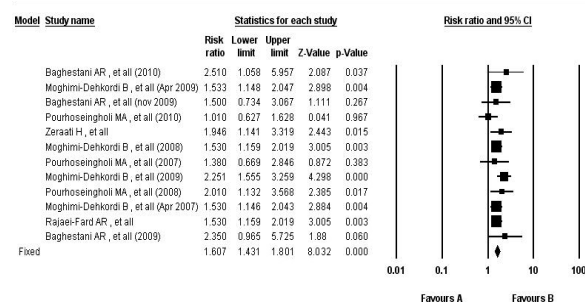 Model Study name Statistics for each study Risk ratio and 95% CI
Risk ratio Lower limit Upper limit Z-Value p-Value
Baghestani AR , et all (2010) 2.510 1.058 5.957 2.087 0.037
Moghimi-Dehkordi B , et all (Apr 2009) 1.533 1.148 2.047 2.898 0.004
Baghestani AR , et all (nov 2009) 1.500 0.734 3.067 1.111 0.267
Pourhoseingholi MA , et all (2010) 1.010 0.627 1.628 0.041 0.967
Zeraati H , et all 1.946 1.141 3.319 2.443 0.015
Moghimi-Dehkordi B , et all (2008) 1.530 1.159 2.019 3.005 0.003
Pourhoseingholi MA , et all (2007) 1.380 0.669 2.846 0.872 0.383
Moghimi-Dehkordi B , et all (2009) 2.251 1.555 3.259 4.298 0.000
Pourhoseingholi MA , et all (2008) 2.010 1.132 3.568 2.385 0.017
Moghimi-Dehkordi B , et all (Apr 2007) 1.530 1.146 2.043 2.884 0.004
Rajaei-Fard AR , et all 1.530 1.159 2.019 3.005 0.003
Baghestani AR , et all (2009) 2.350 0.965 5.725 1.88 0.060
Fixed 1.607 1.431 1.801 8.032 0.000
0.01 0.1 1 10 100
Favours A Favours B